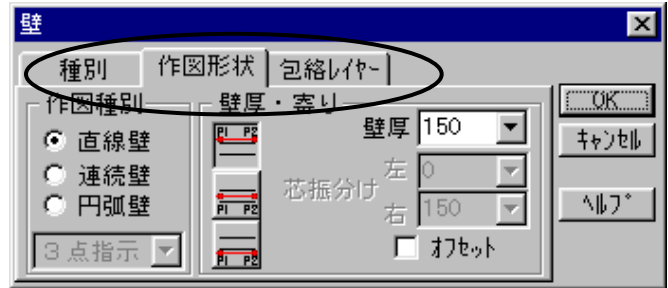 壁
種別 作図形状 包絡ﾚｲﾔｰ
作図種別
直線壁
連続壁
円弧壁
3点指示
壁厚・寄り
P1 P2
P1 P2
P1 P2
壁厚 150
芯振分け
左 0
右 150
ｵﾌｾｯﾄ
OK
ｷｬﾝｾﾙ
ﾍﾙﾌﾟ